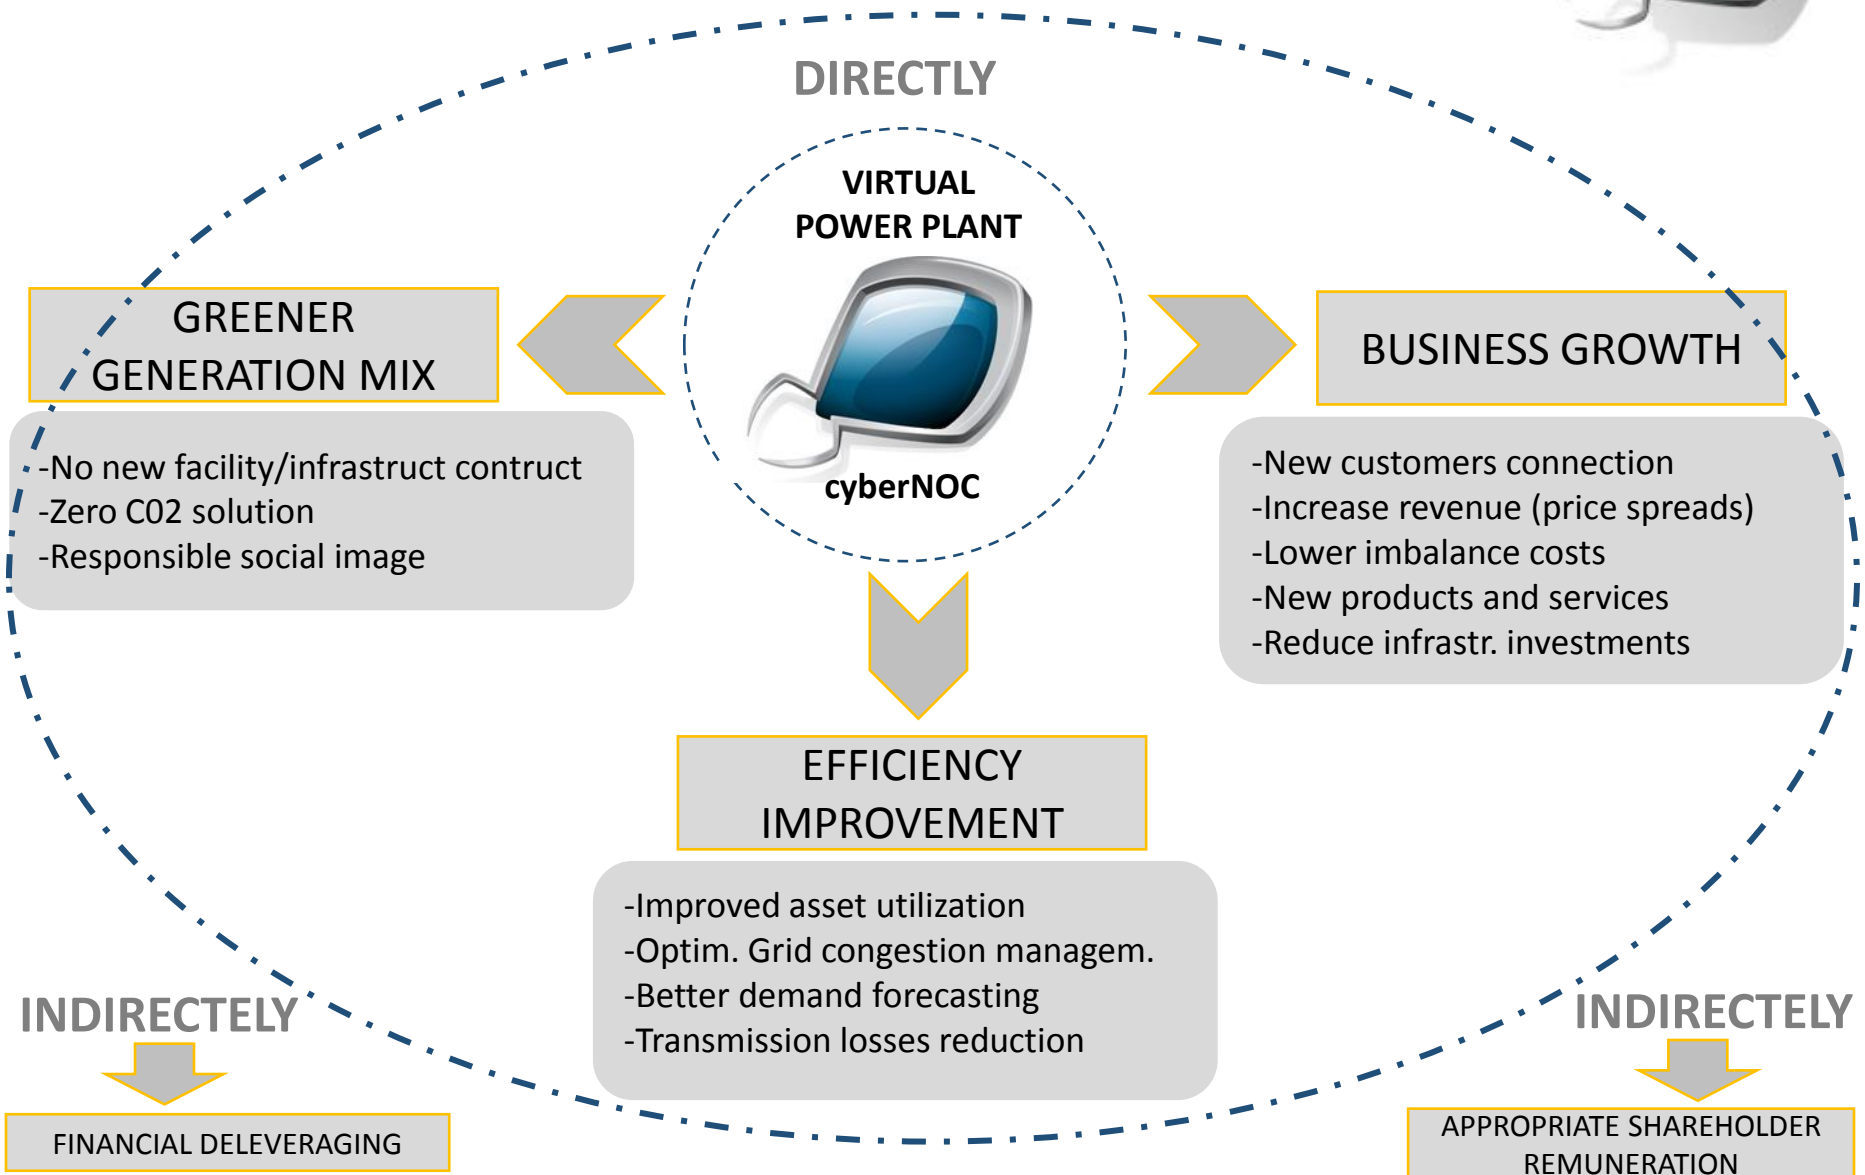 DIRECTLY
VIRTUAL
POWER PLANT
cyberNOC
GREENER
GENERATION MIX
-No new facility/infrastruct contruct
-Zero C02 solution
-Responsible social image
BUSINESS GROWTH
-New customers connection
-Increase revenue (price spreads)
-Lower imbalance costs
-New products and services
-Reduce infrastr. investments
EFFICIENCY
IMPROVEMENT
-Improved asset utilization
-Optim. Grid congestion managem.
-Better demand forecasting
-Transmission losses reduction
INDIRECTELY
FINANCIAL DELEVERAGING
INDIRECTELY
APPROPRIATE SHAREHOLDER
REMUNERATION